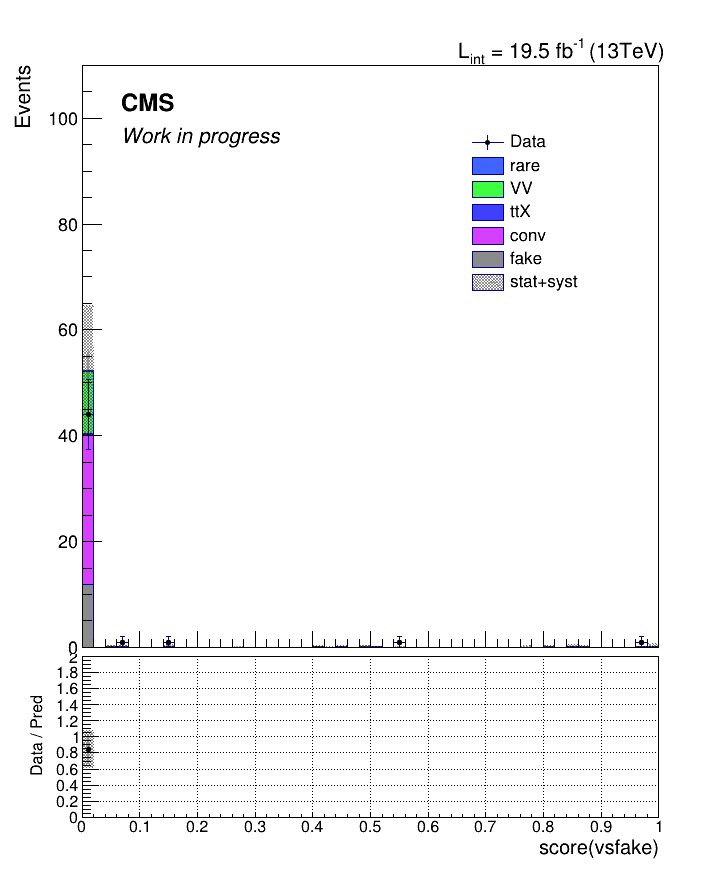 L_int = 19.5 fb^-1 (13TeV)
Events
CMS
Work in progress
Data
rare
VV
ttX
conv
fake
stat+syst
100
80
60
40
20
0
Data / Pred
2
1.8
1.6
1.4
1.2
1
0.8
0.6
0.4
0.2
0
0 0.1 0.2 0.3 0.4 0.5 0.6 0.7 0.8 0.9 1
score(vsfake)